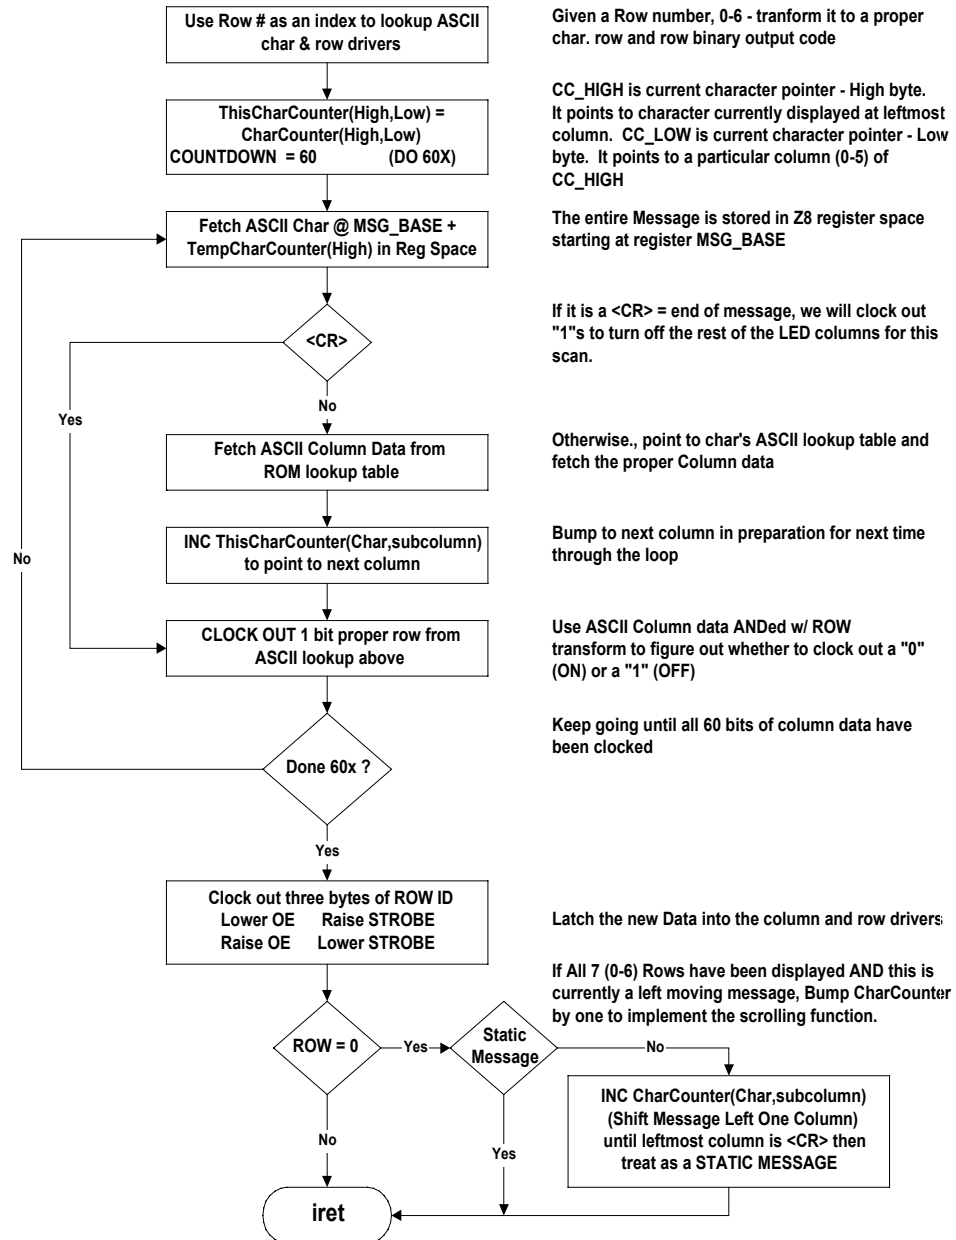 Use Row # as an index to lookup ASCII
char & row drivers
Given a Row number, 0-6 - tranform it to a proper
char. row and row binary output code
ThisCharCounter(High,Low) =
CharCounter(High,Low)
COUNTDOWN = 60 (DO 60X)
CC_HIGH is current character pointer - High byte.
It points to character currently displayed at leftmost
column. CC_LOW is current character pointer - Low
byte. It points to a particular column (0-5) of
CC_HIGH
Fetch ASCII Char @ MSG_BASE +
TempCharCounter(High) in Reg Space
The entire Message is stored in Z8 register space
starting at register MSG_BASE
<CR>
If it is a <CR> = end of message, we will clock out
"1"s to turn off the rest of the LED columns for this
scan.
Yes
No
Fetch ASCII Column Data from
ROM lookup table
Otherwise., point to char's ASCII lookup table and
fetch the proper Column data
INC ThisCharCounter(Char,subcolumn)
to point to next column
Bump to next column in preparation for next time
through the loop
No
CLOCK OUT 1 bit proper row from
ASCII lookup above
Use ASCII Column data ANDed w/ ROW
transform to figure out whether to clock out a "0"
(ON) or a "1" (OFF)
Done 60x ?
Keep going until all 60 bits of column data have
been clocked
Yes
Clock out three bytes of ROW ID
Lower OE Raise STROBE
Raise OE Lower STROBE
Latch the new Data into the column and row drivers
If All 7 (0-6) Rows have been displayed AND this is
currently a left moving message, Bump CharCounter
by one to implement the scrolling function.
ROW = 0
Yes
Static
Message
No
INC CharCounter(Char,subcolumn)
(Shift Message Left One Column)
until leftmost column is <CR> then
treat as a STATIC MESSAGE
No
Yes
iret